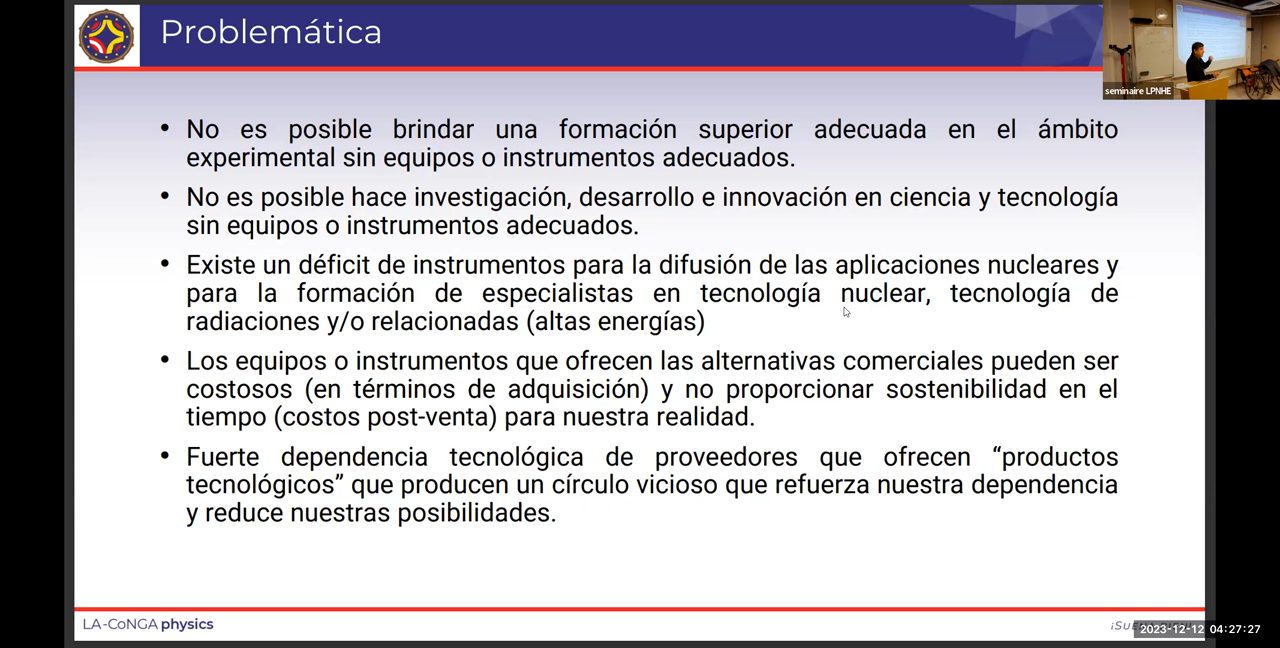 Problemática
seminaire LPNHE
• No es posible brindar una formación superior adecuada en el ámbito
experimental sin equipos o instrumentos adecuados.
• No es posible hace investigación, desarrollo e innovación en ciencia y tecnología
sin equipos o instrumentos adecuados.
• Existe un déficit de instrumentos para la difusión de las aplicaciones nucleares y
para la formación de especialistas en tecnología nuclear, tecnología de
radiaciones y/o relacionadas (altas energías)
• Los equipos o instrumentos que ofrecen las alternativas comerciales pueden ser
costosos (en términos de adquisición) y no proporcionar sostenibilidad en el
tiempo (costos post-venta) para nuestra realidad.
• Fuerte dependencia tecnológica de proveedores que ofrecen “productos
tecnológicos” que producen un círculo vicioso que refuerza nuestra dependencia
y reduce nuestras posibilidades.
LA-CoNGA physics
2023-12-12 04:27:27